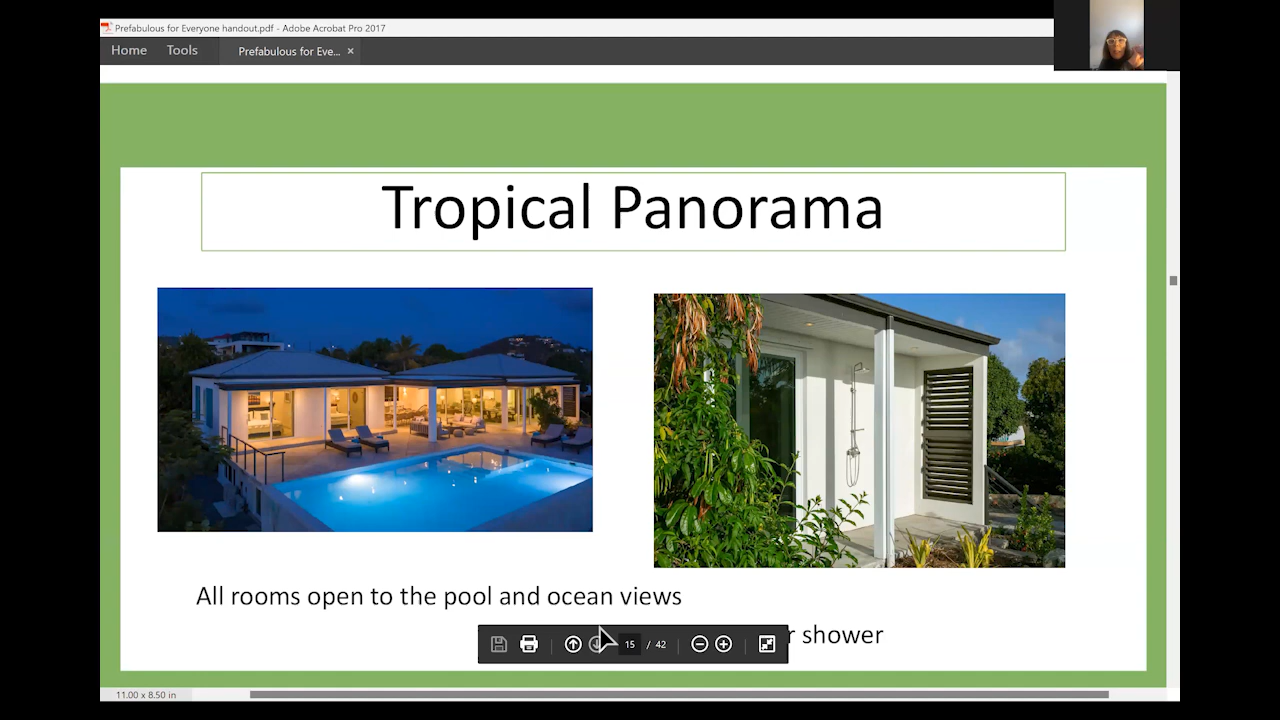 Prefabulous for Everyone handout.pdf - Adobe Acrobat Pro 2017
Home Tools Prefabulous for Eve... ×
Tropical Panorama
All rooms open to the pool and ocean views
shower
15 / 42
11.00 x 8.50 in